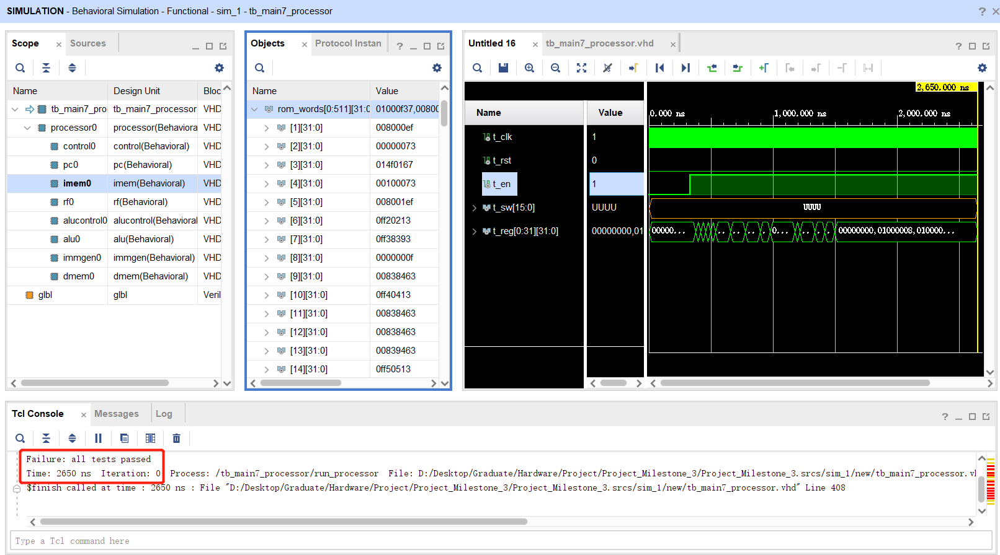 SIMULATION - Behavioral Simulation - Functional - sim_1 - tb_main7_processor
Scope
Sources
Name Design Unit Bloc
tb_main7_pro tb_main7_processor VHD
processor0 processor(Behaviora VHD
control0 control(Behavioral) VHD
pc0 pc(Behavioral) VHD
imem0 imem(Behavioral) VHD
rf0 rf(Behavioral) VHD
alucontrol0 alucontrol(Behavioral VHD
alu0 alu(Behavioral) VHD
immgen0 immgen(Behavioral) VHD
dmem0 dmem(Behavioral) VHD
glbl glbl Veril
Objects
Protocol Instan
Name Value
rom_words[0:511][31:0 01000f37,00800
[1][31:0] 008000ef
[2][31:0] 00000073
[3][31:0] 014f0167
[4][31:0] 00100073
[5][31:0] 008001ef
[6][31:0] 0ff20213
[7][31:0] 0ff38393
[8][31:0] 0000000f
[9][31:0] 00838463
[10][31:0] 0ff40413
[11][31:0] 00838463
[12][31:0] 00838463
[13][31:0] 00839463
[14][31:0] 0ff50513
Untitled 16
tb_main7_processor.vhd
Name Value
t_clk 1
t_rst 0
t_en 1
t_sw[15:0] UUUU
t_reg[0:31][31:0] 00000000,01
2,650.000 ns
0.000 ns 1,000.000 ns 2,000.000 ns
UUUU
00000... .. .. .. .. 0... .. . . 00000000,01000008,010000...
Tcl Console
Messages
Log
Failure: all tests passed
Time: 2650 ns Iteration: 0 Process: /tb_main7_processor/run_processor File: D:/Desktop/Graduate/Hardware/Project/Project_Milestone_3/Project_Milestone_3.srcs/sim_1/new/tb_main7_processor.vh
$finish called at time : 2650 ns : File "D:/Desktop/Graduate/Hardware/Project/Project_Milestone_3/Project_Milestone_3.srcs/sim_1/new/tb_main7_processor.vhd" Line 408
Type a Tcl command here